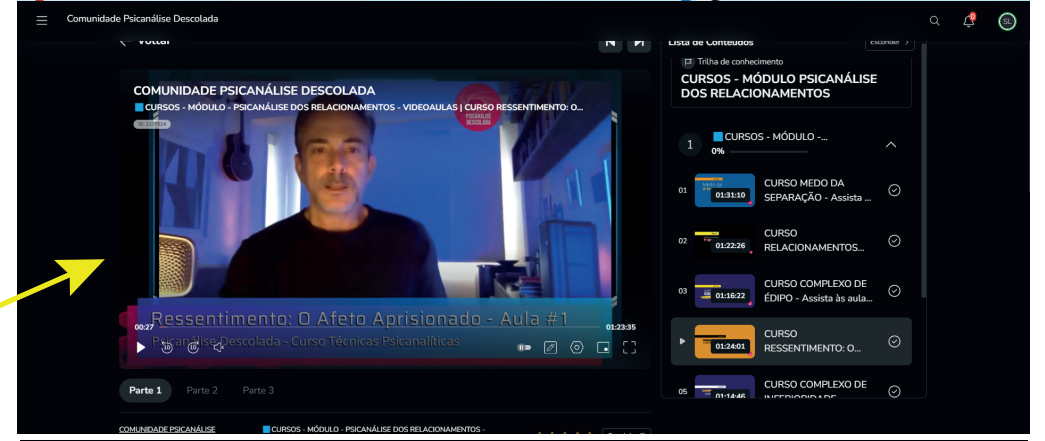 Comunidade Psicanálise Descolada
SL
Voltar
Lista de Conteúdos
Esconder
Trilha de conhecimento
CURSOS - MÓDULO PSICANÁLISE
DOS RELACIONAMENTOS
COMUNIDADE PSICANÁLISE DESCOLADA
CURSOS - MÓDULO - PSICANÁLISE DOS RELACIONAMENTOS - VIDEOAULAS | CURSO RESSENTIMENTO: O...
PSICANÁLISE
DESCOLADA
Ressentimento: O Afeto Aprisionado - Aula #1
00:27
01:23:35
Psicanálise Descolada - Curso Técnicas Psicanalíticas
10
10
Parte 1 Parte 2 Parte 3
COMUNIDADE PSICANÁLISE
CURSOS - MÓDULO - PSICANÁLISE DOS RELACIONAMENTOS -
1
CURSOS - MÓDULO -...
0%
01
01:31:10
CURSO MEDO DA
SEPARAÇÃO - Assista ...
02
01:22:26
CURSO
RELACIONAMENTOS...
03
01:16:22
CURSO COMPLEXO DE
ÉDIPO - Assista às aula...
01:24:01
CURSO
RESSENTIMENTO: O...
05
01:14:46
CURSO COMPLEXO DE
INFERIORIDADE